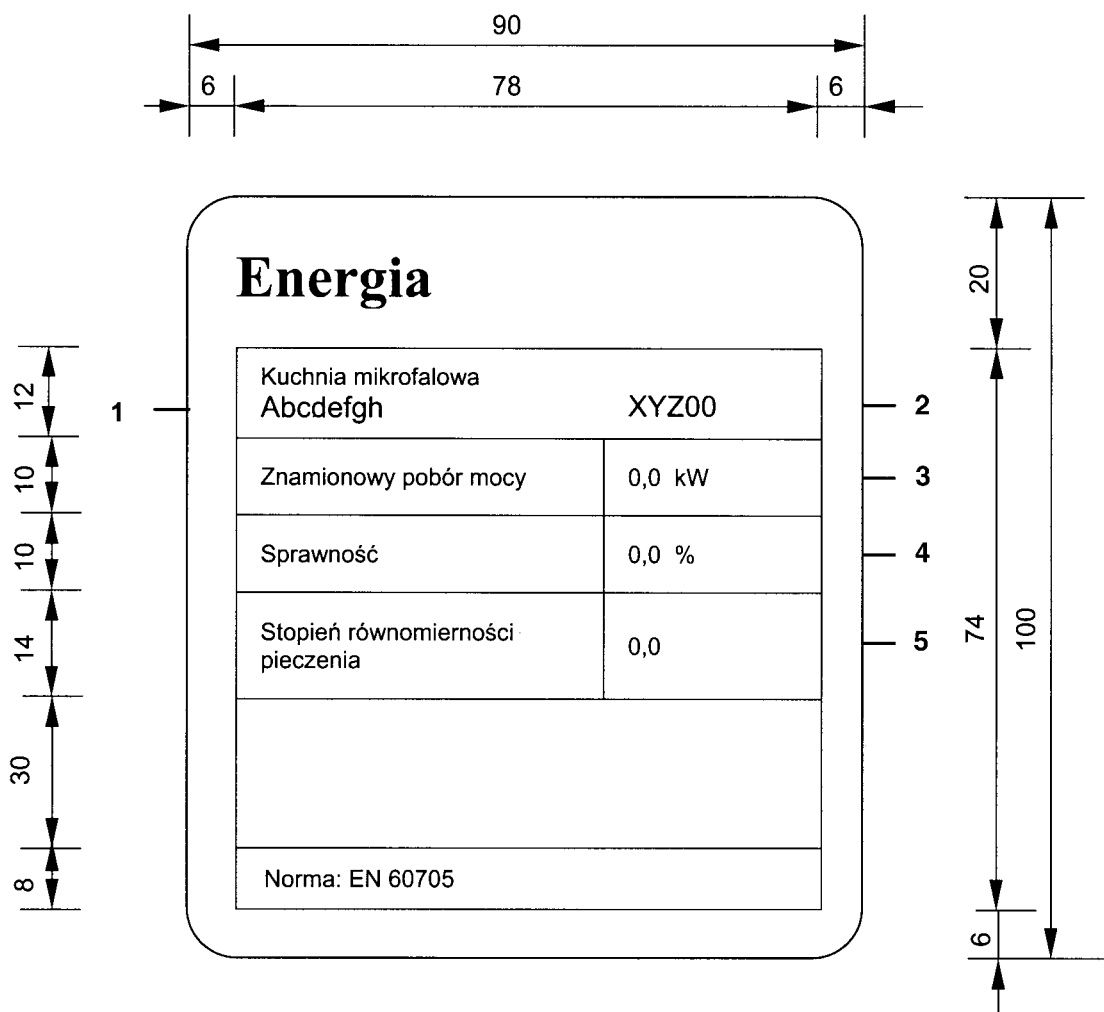 90
6 78 6
Energia
20
12
1 Kuchnia mikrofalowa
Abcdefgh XYZ00 2
10 Znamionowy pobór mocy 0,0 kW 3
10 Sprawność 0,0 % 4
14 Stopień równomierności
pieczenia 0,0 5
74
100
30
8 Norma: EN 60705
6